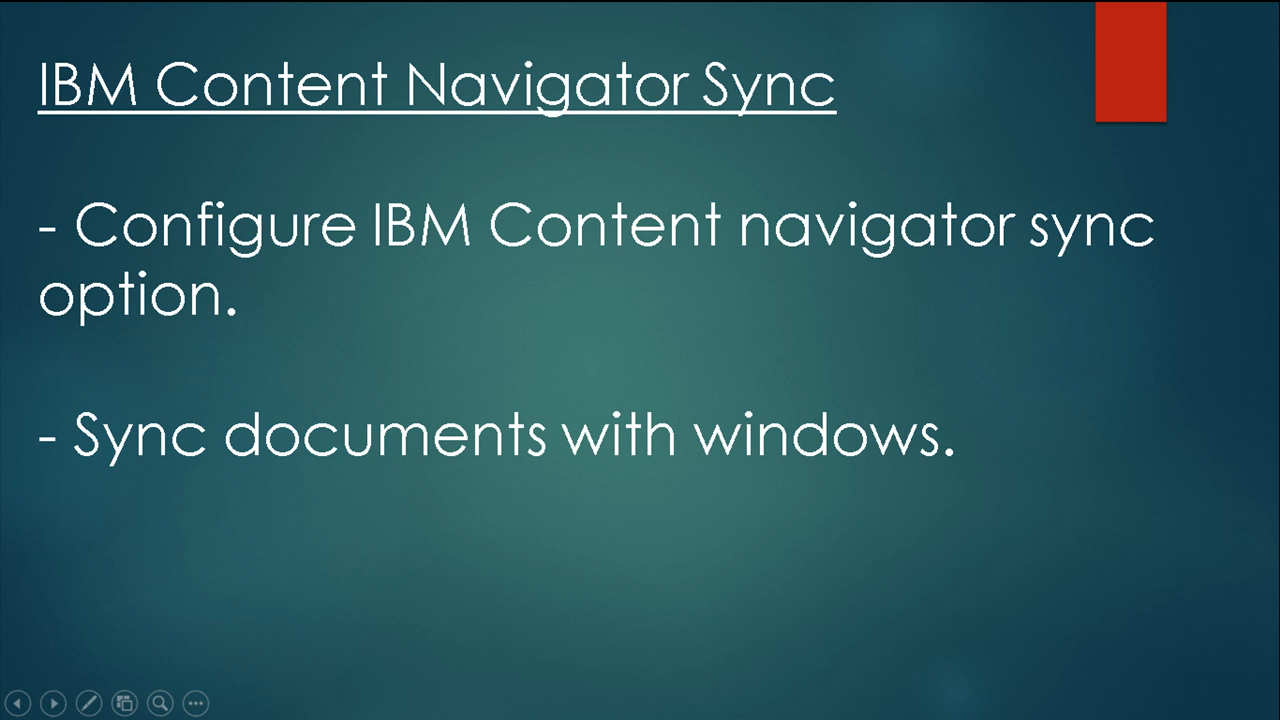 IBM Content Navigator Sync
- Configure IBM Content navigator sync
option.
- Sync documents with windows.